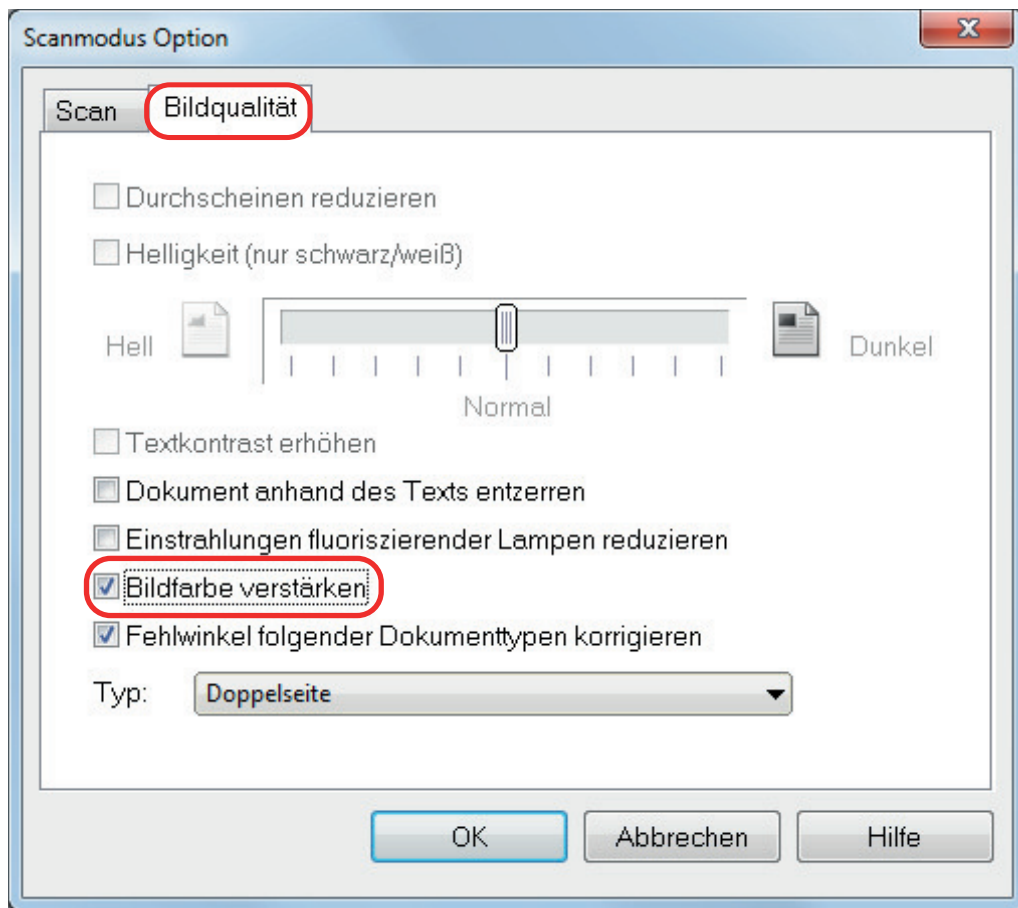 Scanmodus Option
Scan
Bildqualität
Durchscheinen reduzieren
Helligkeit (nur schwarz/weiß)
Hell
Dunkel
Normal
Textkontrast erhöhen
Dokument anhand des Texts entzerren
Einstrahlungen fluoriszierender Lampen reduzieren
Bildfarbe verstärken
Fehlwinkel folgender Dokumenttypen korrigieren
Typ: Doppelseite
OK Abbrechen Hilfe